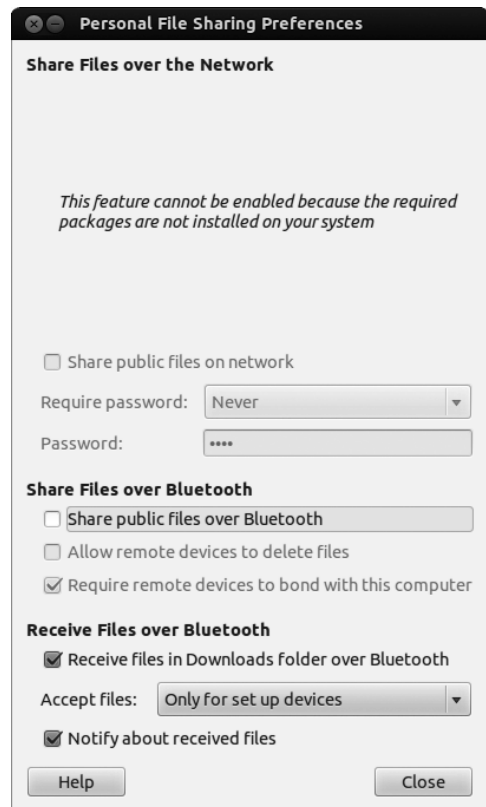 Personal File Sharing Preferences
Share Files over the Network
This feature cannot be enabled because the required
packages are not installed on your system
Share public files on network
Require password: Never
Password: ••••
Share Files over Bluetooth
Share public files over Bluetooth
Allow remote devices to delete files
Require remote devices to bond with this computer
Receive Files over Bluetooth
Receive files in Downloads folder over Bluetooth
Accept files: Only for set up devices
Notify about received files
Help Close